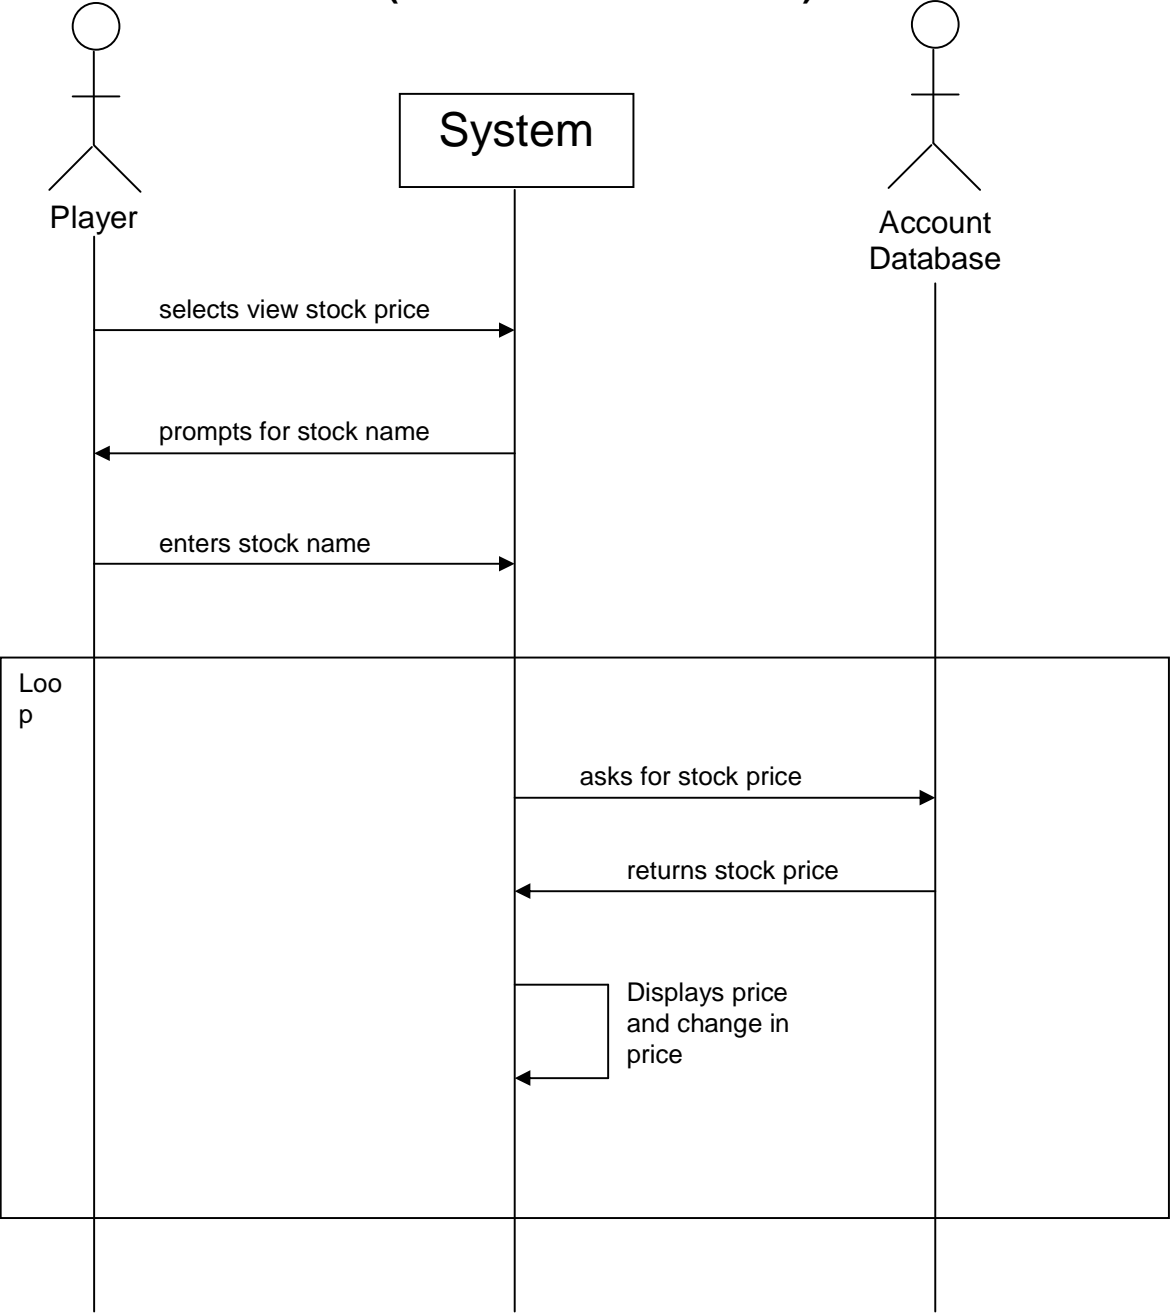 System
Player
Account
Database
selects view stock price
prompts for stock name
enters stock name
Loo
p
asks for stock price
returns stock price
Displays price
and change in
price